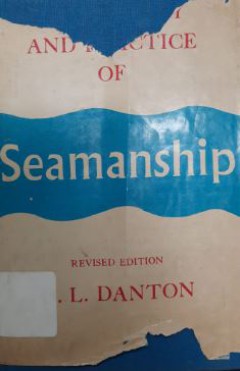 AND
OF
Seamanship
REVISED EDITION
. L. DANTON